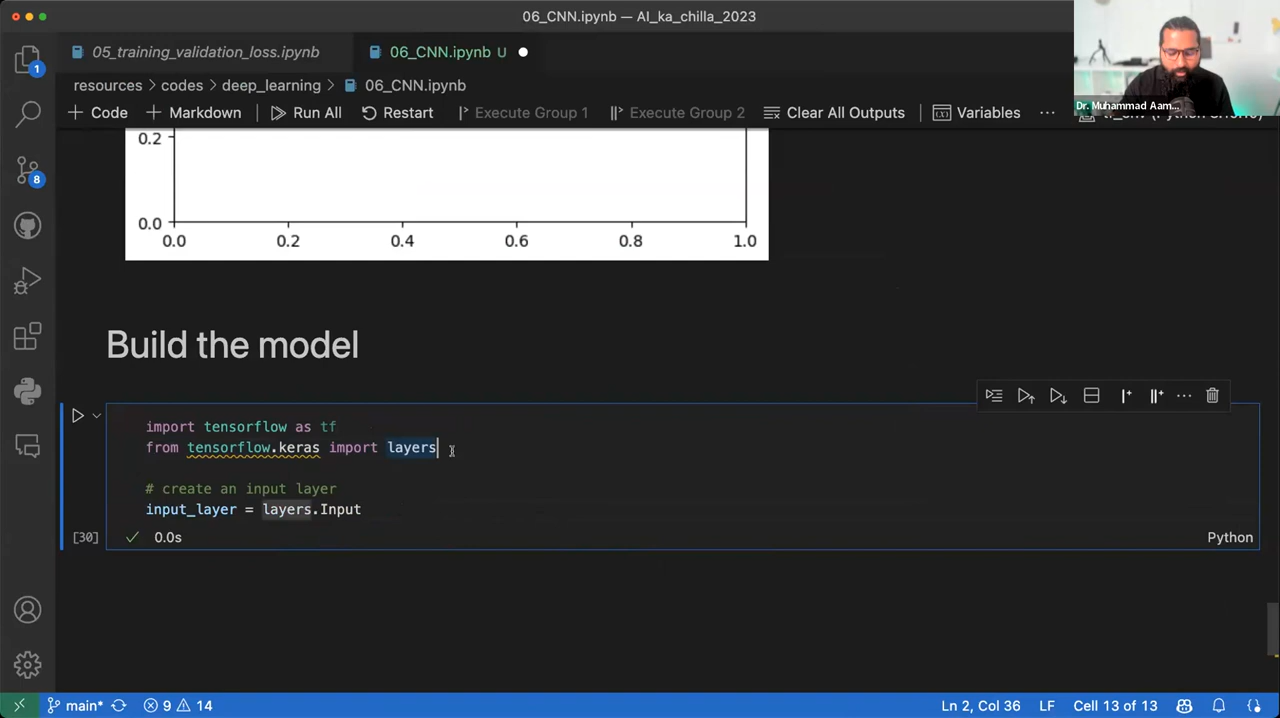 06_CNN.ipynb — AI_ka_chilla_2023
05_training_validation_loss.ipynb
06_CNN.ipynb U
resources > codes > deep_learning > 06_CNN.ipynb
Code
Markdown
Run All
Restart
Execute Group 1
Execute Group 2
Clear All Outputs
Variables
...
Dr. Muhammad Aam...
1
8
0.2
0.0
0.0 0.2 0.4 0.6 0.8 1.0
Build the model
import tensorflow as tf
from tensorflow.keras import layers
# create an input layer
input_layer = layers.Input
[30]
0.0s
Python
main*
9
14
Ln 2, Col 36
LF
Cell 13 of 13